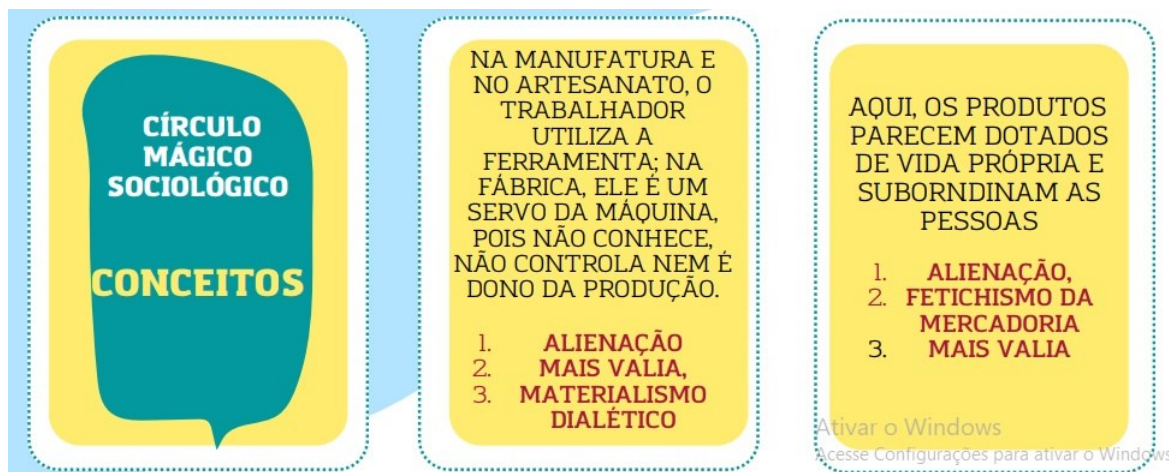 CÍRCULO
MÁGICO
SOCIOLÓGICO
CONCEITOS
NA MANUFATURA E
NO ARTESANATO, O
TRABALHADOR
UTILIZA A
FERRAMENTA; NA
FÁBRICA, ELE É UM
SERVO DA MÁQUINA,
POIS NÃO CONHECE,
NÃO CONTROLA NEM É
DONO DA PRODUÇÃO.
1. ALIENAÇÃO
2. MAIS VALIA,
3. MATERIALISMO
DIALÉTICO
AQUI, OS PRODUTOS
PARECEM DOTADOS
DE VIDA PRÓPRIA E
SUBORNDINAM AS
PESSOAS
1. ALIENAÇÃO,
2. FETICHISMO DA
MERCADORIA
3. MAIS VALIA
Ativar o Windows
Acesse Configurações para ativar o Windows